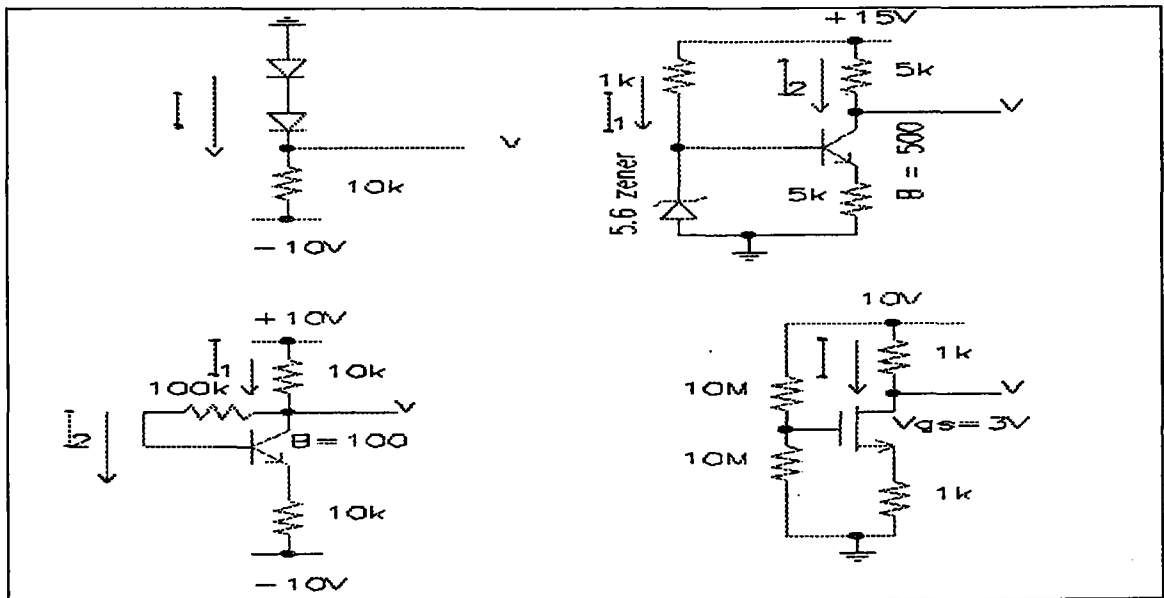 I
V
10k
-10V
+15V
1k
I1
I2
5k
V
5.6 zener
5k
B = 500
+10V
I1
10k
100k
V
I2
B=100
10k
-10V
10V
I
1k
10M
V
Vgs=3V
10M
1k